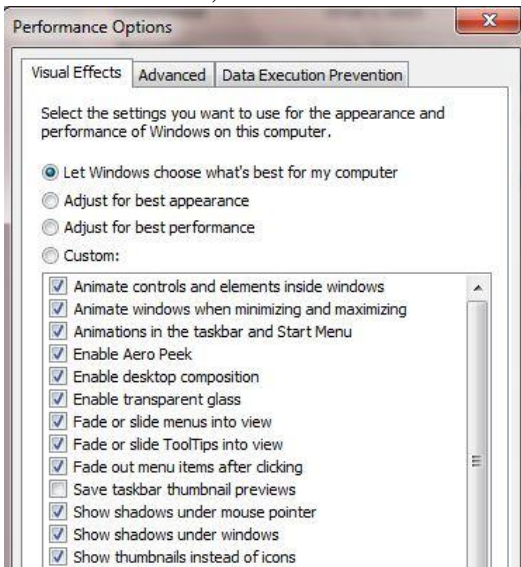 Performance Options
Visual Effects Advanced Data Execution Prevention
Select the settings you want to use for the appearance and
performance of Windows on this computer.
Let Windows choose what's best for my computer
Adjust for best appearance
Adjust for best performance
Custom:
Animate controls and elements inside windows
Animate windows when minimizing and maximizing
Animations in the taskbar and Start Menu
Enable Aero Peek
Enable desktop composition
Enable transparent glass
Fade or slide menus into view
Fade or slide ToolTips into view
Fade out menu items after clicking
Save taskbar thumbnail previews
Show shadows under mouse pointer
Show shadows under windows
Show thumbnails instead of icons